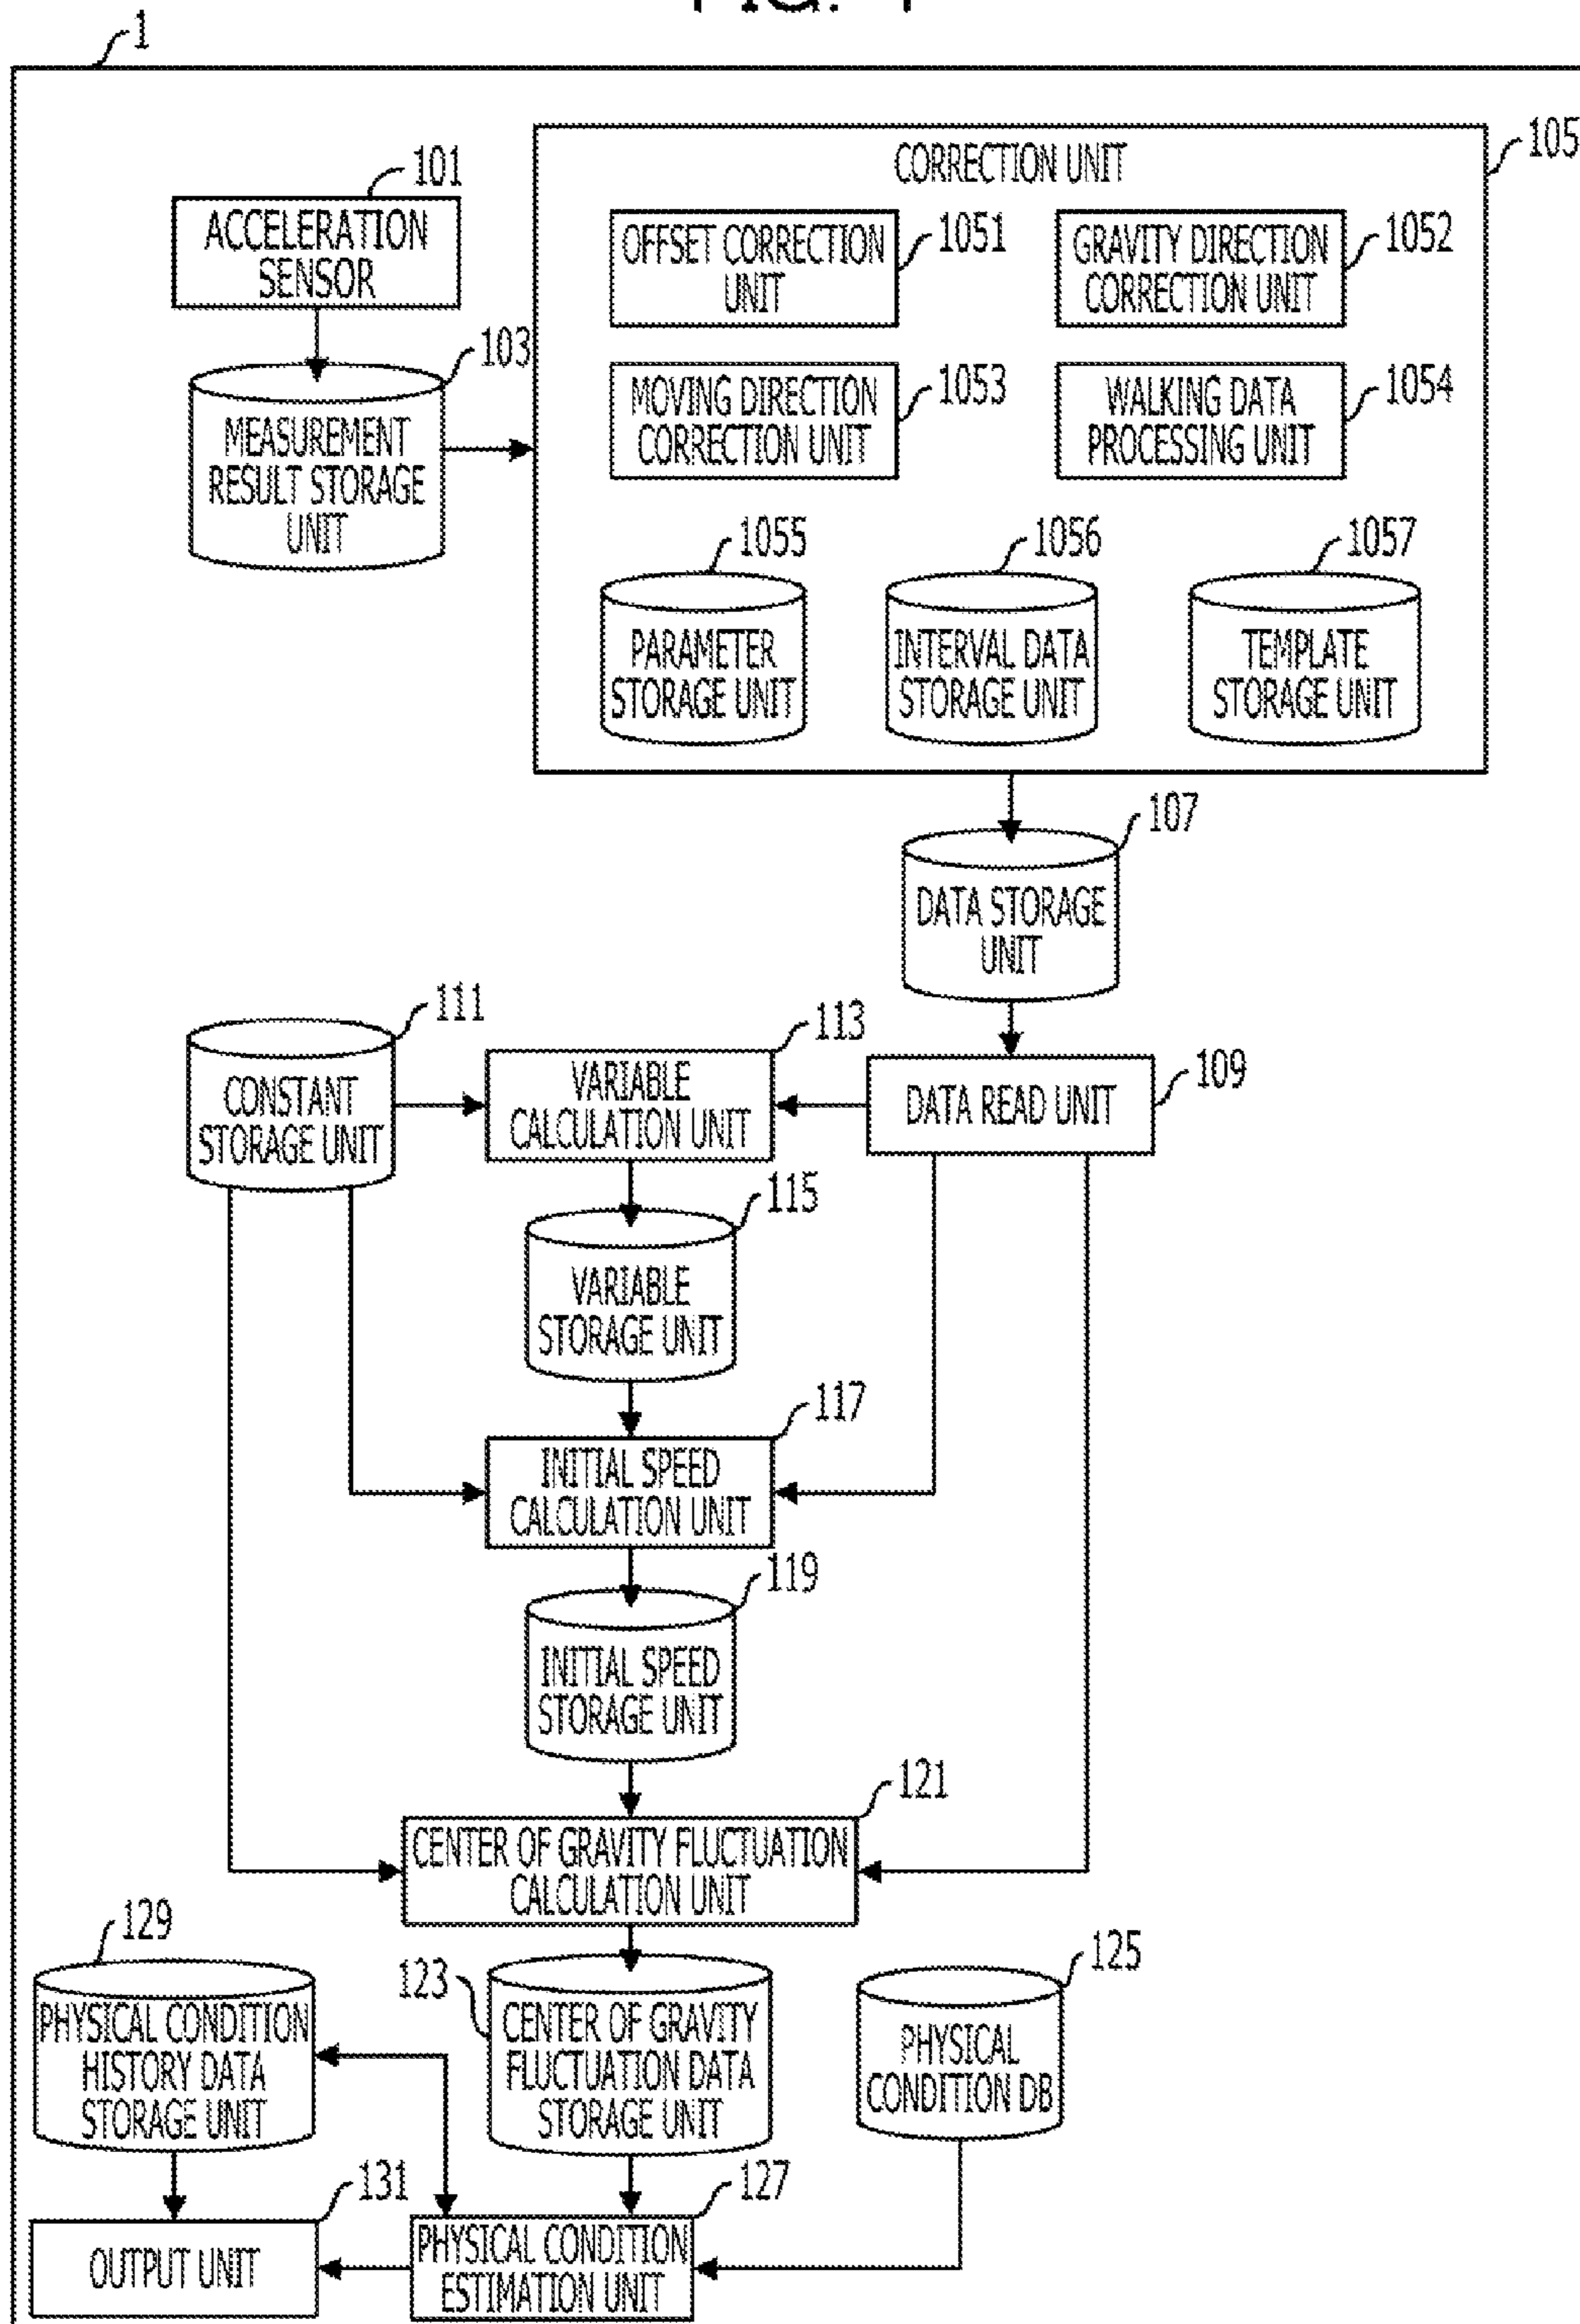 1
105
CORRECTION UNIT
101
ACCELERATION
SENSOR
OFFSET CORRECTION
UNIT
1051
GRAVITY DIRECTION
CORRECTION UNIT
1052
103
MEASUREMENT
RESULT STORAGE
UNIT
MOVING DIRECTION
CORRECTION UNIT
1053
WALKING DATA
PROCESSING UNIT
1054
1055
PARAMETER
STORAGE UNIT
1056
INTERVAL DATA
STORAGE UNIT
1057
TEMPLATE
STORAGE UNIT
107
DATA STORAGE
UNIT
111
CONSTANT
STORAGE UNIT
113
VARIABLE
CALCULATION UNIT
109
DATA READ UNIT
115
VARIABLE
STORAGE UNIT
117
INITIAL SPEED
CALCULATION UNIT
119
INITIAL SPEED
STORAGE UNIT
121
CENTER OF GRAVITY FLUCTUATION
CALCULATION UNIT
129
PHYSICAL CONDITION
HISTORY DATA
STORAGE UNIT
123
CENTER OF GRAVITY
FLUCTUATION DATA
STORAGE UNIT
125
PHYSICAL
CONDITION DB
131
OUTPUT UNIT
127
PHYSICAL CONDITION
ESTIMATION UNIT